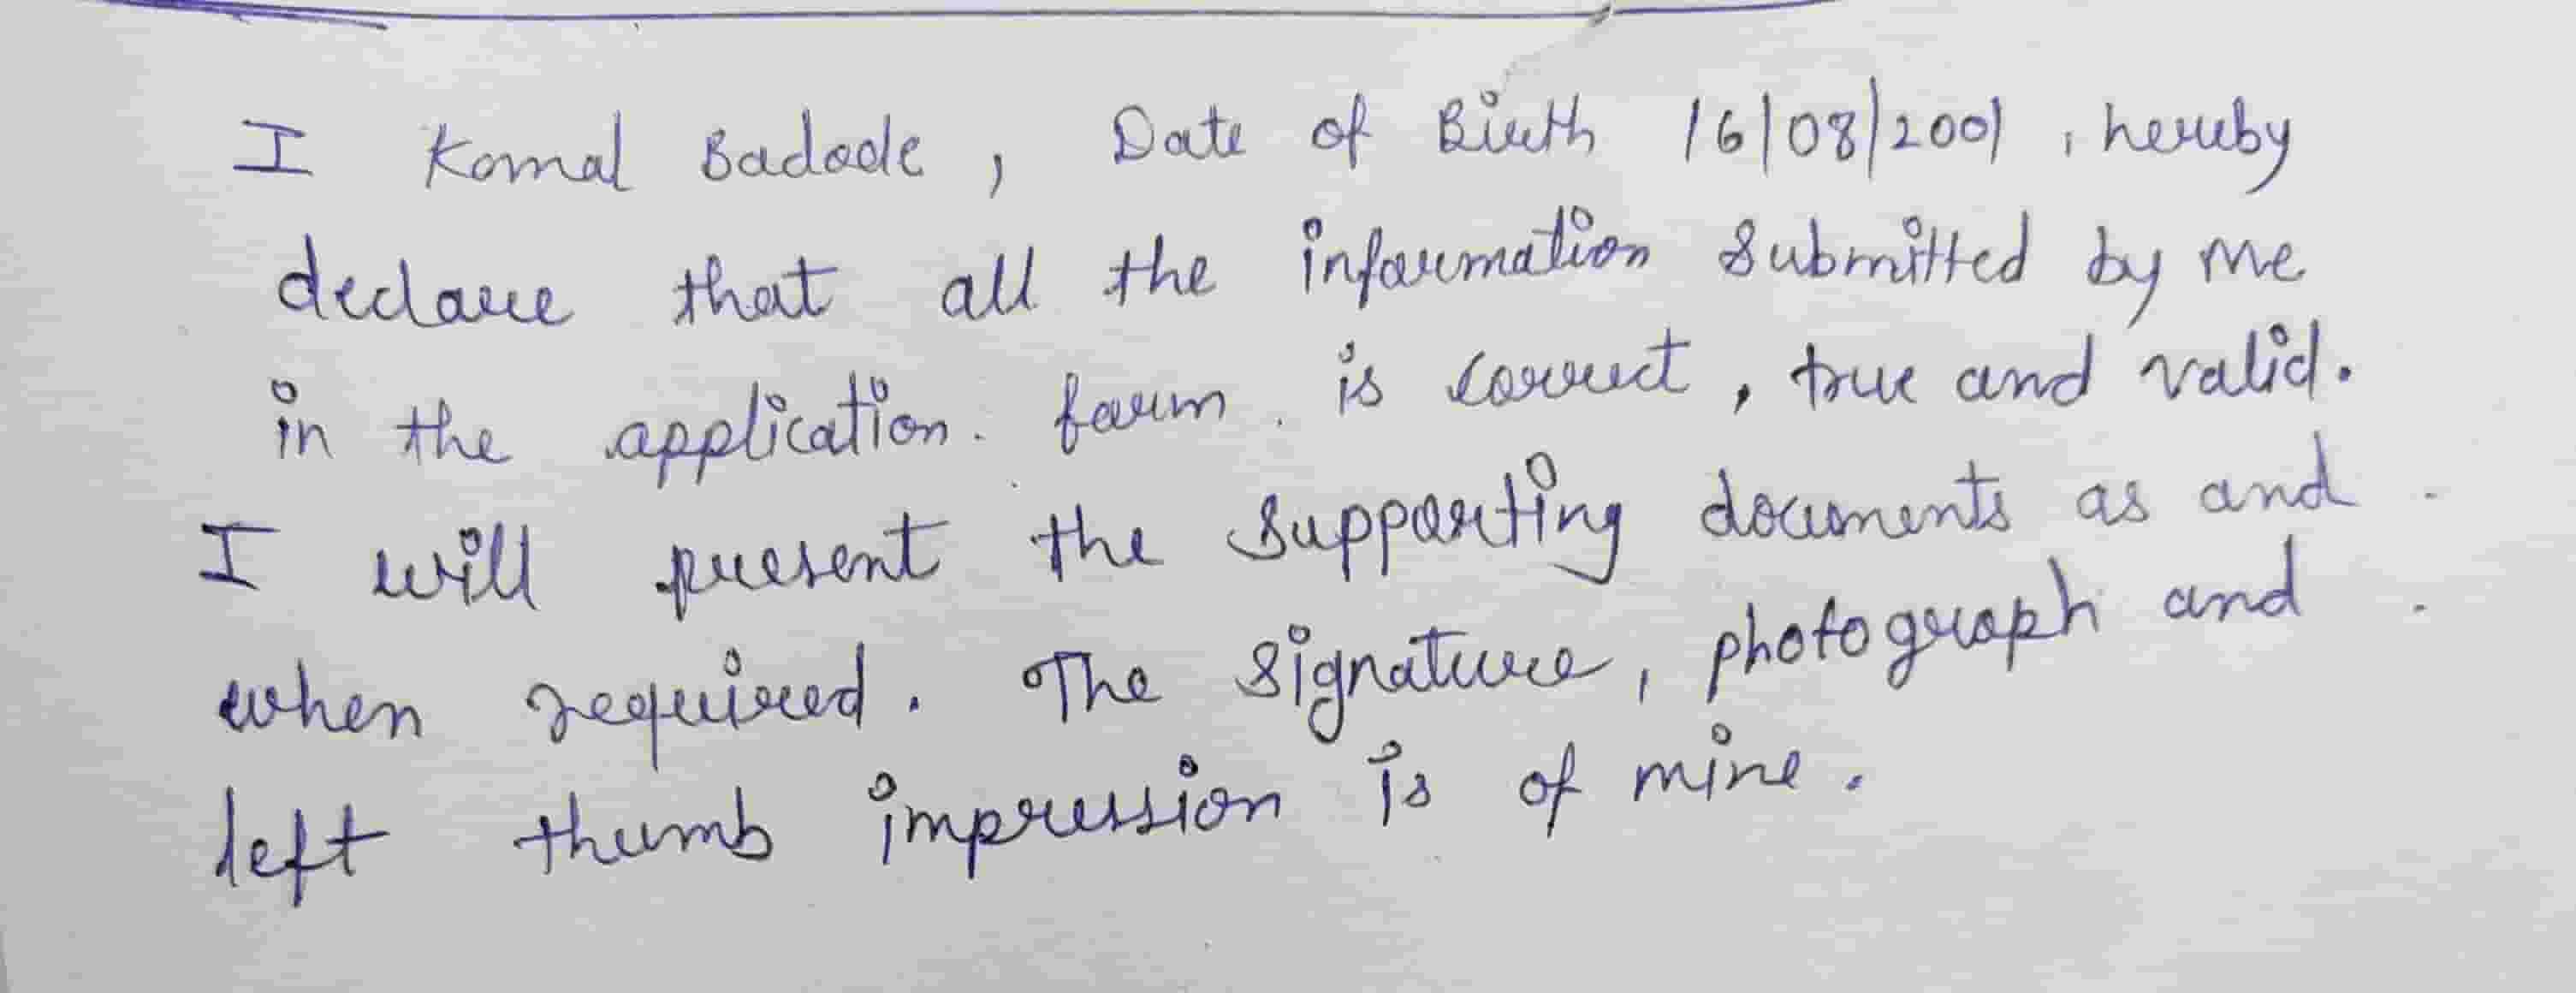 I Komal Badode, Date of Birth 16/08/2001, hereby
declare that all the information submitted by me
in the application form is correct, true and valid.
I will present the supporting documents as and
when required. The signature, photograph and
left thumb impression is of mine.